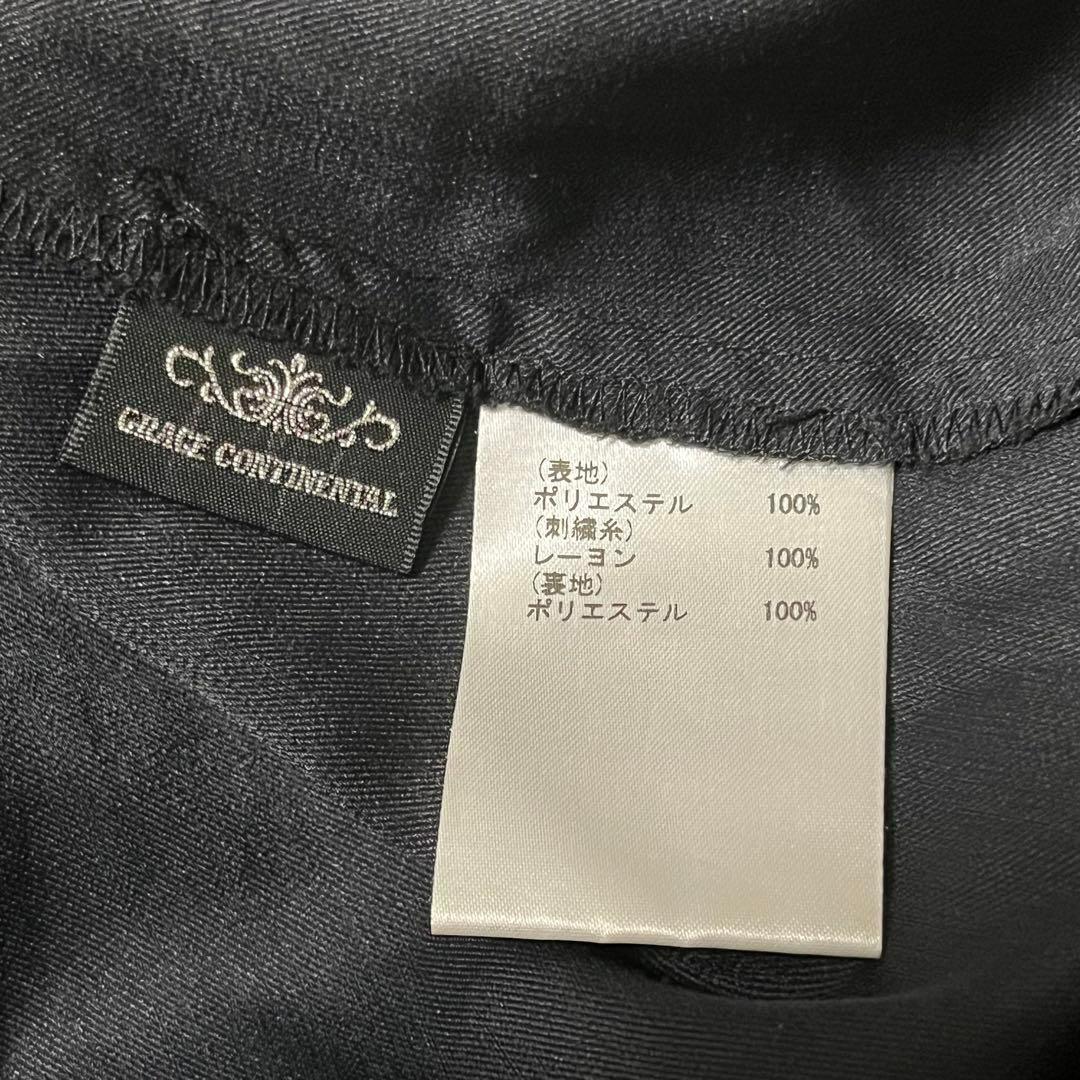 GRACE CONTINENTAL
(表地)
ポリエステル 100%
(刺繍糸)
レーヨン 100%
(裏地)
ポリエステル 100%